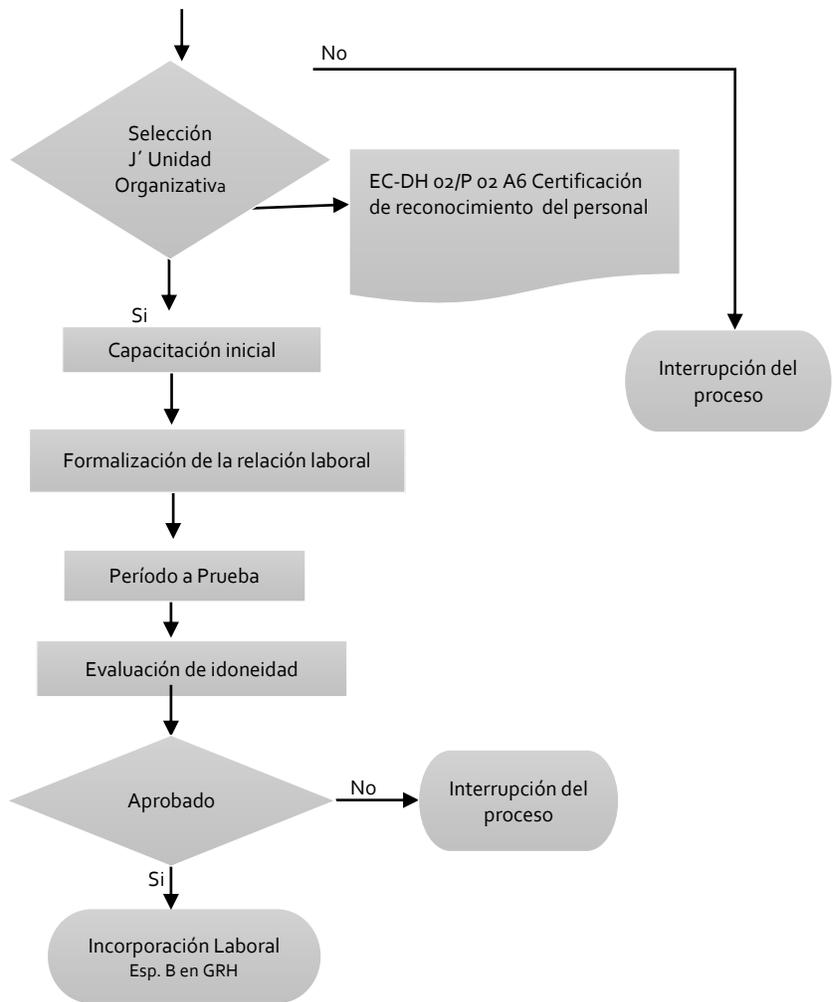 No
Selección
J´ Unidad
Organizativa
EC-DH 02/P 02 A6 Certificación
de reconocimiento del personal
Si
Capacitación inicial
Interrupción del
proceso
Formalización de la relación laboral
Período a Prueba
Evaluación de idoneidad
Aprobado
No
Interrupción del
proceso
Si
Incorporación Laboral
Esp. B en GRH